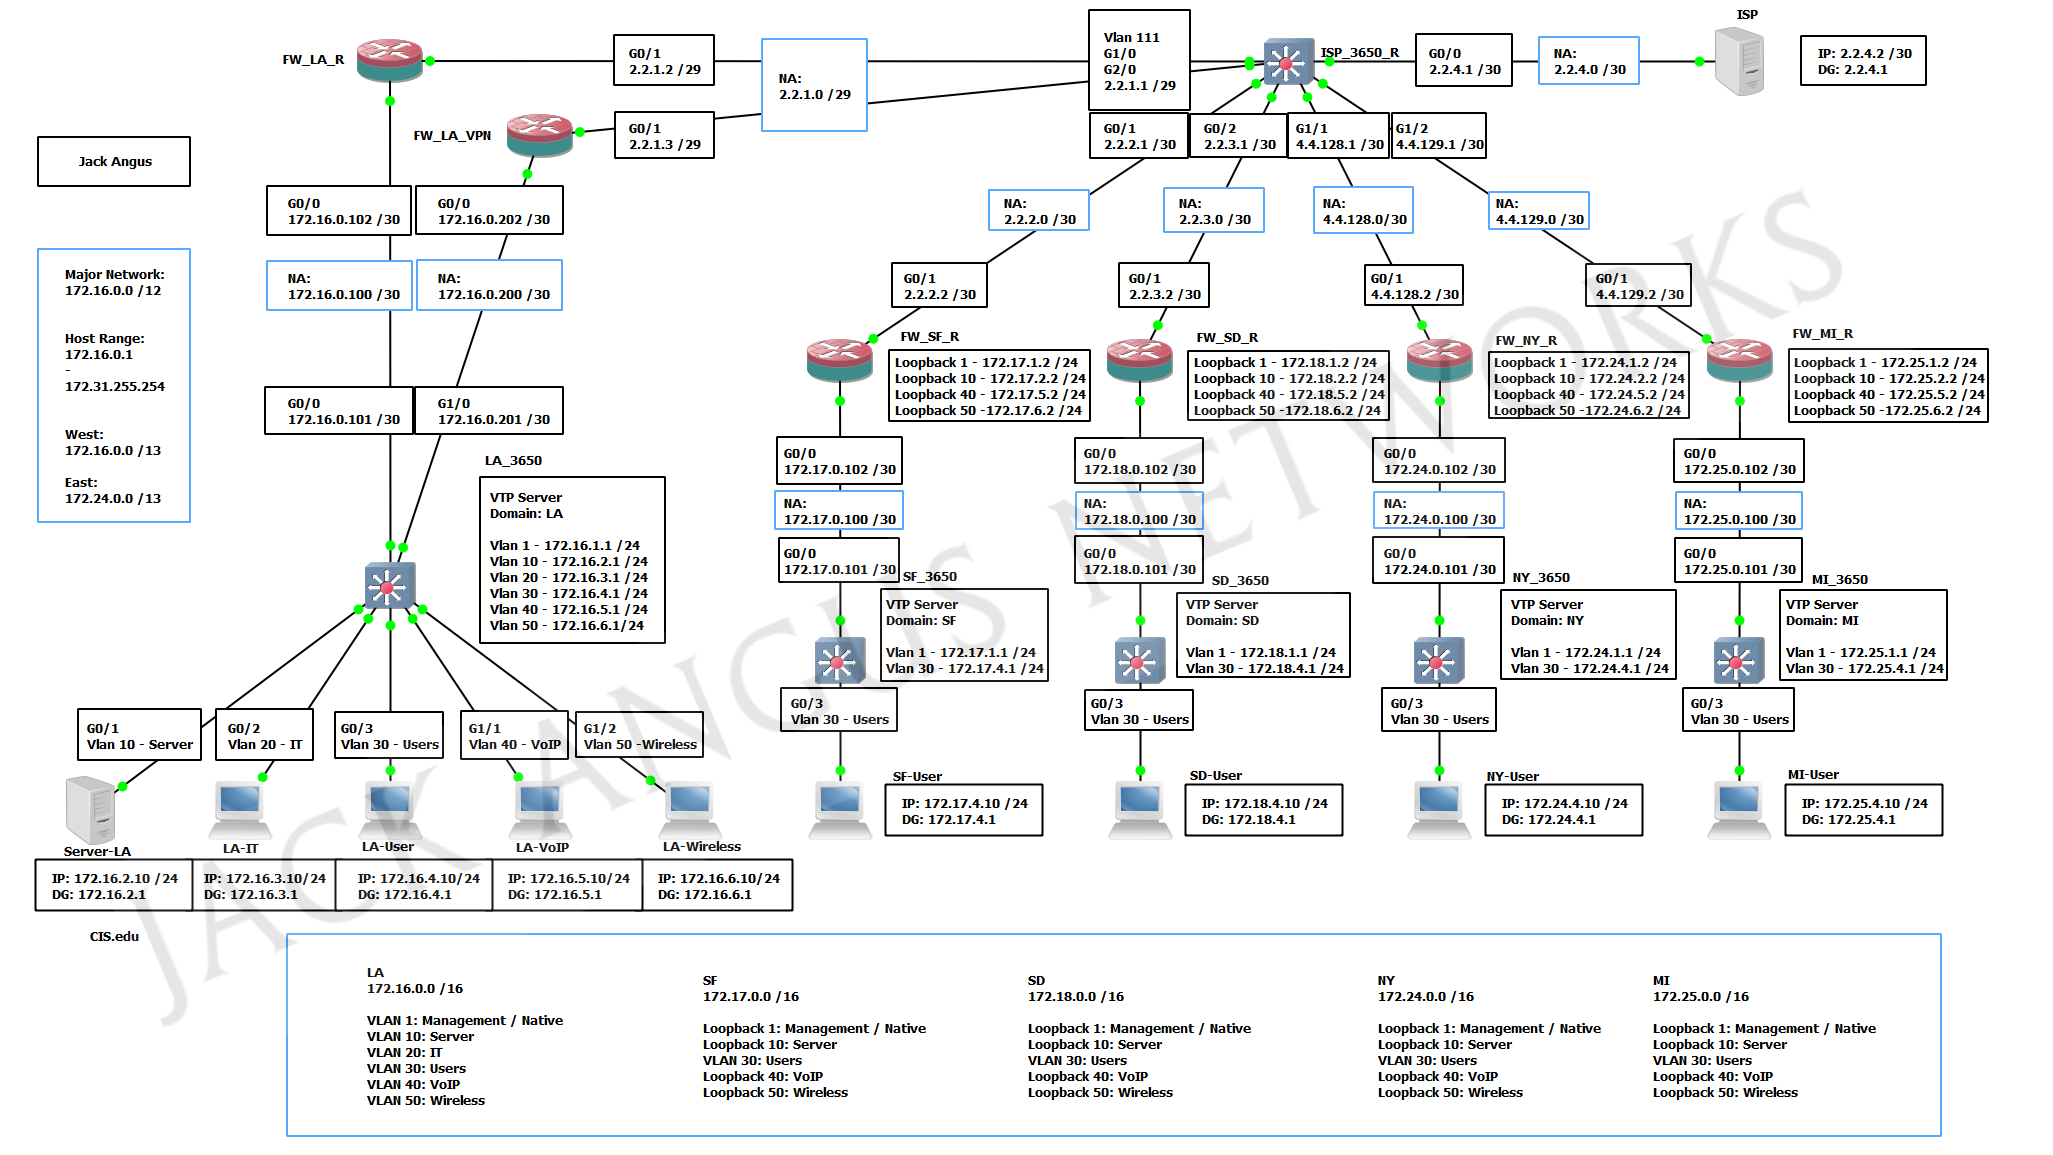 ISP
Vlan 111
G1/0
G2/0
2.2.1.1 /29
FW_LA_R
G0/1
2.2.1.2 /29
NA:
2.2.1.0 /29
ISP_3650_R
G0/0
2.2.4.1 /30
NA:
2.2.4.0 /30
IP: 2.2.4.2 /30
DG: 2.2.4.1
FW_LA_VPN
G0/1
2.2.1.3 /29
G0/1
2.2.2.1 /30
G0/2
2.2.3.1 /30
G1/1
4.4.128.1 /30
G1/2
4.4.129.1 /30
Jack Angus
G0/0
172.16.0.102 /30
G0/0
172.16.0.202 /30
NA:
2.2.2.0 /30
NA:
2.2.3.0 /30
NA:
4.4.128.0/30
NA:
4.4.129.0 /30
Major Network:
172.16.0.0 /12
Host Range:
172.16.0.1
-
172.31.255.254
West:
172.16.0.0 /13
East:
172.24.0.0 /13
NA:
172.16.0.100 /30
NA:
172.16.0.200 /30
G0/1
2.2.2.2 /30
G0/1
2.2.3.2 /30
G0/1
4.4.128.2 /30
G0/1
4.4.129.2 /30
FW_SF_R
Loopback 1 - 172.17.1.2 /24
Loopback 10 - 172.17.2.2 /24
Loopback 40 - 172.17.5.2 /24
Loopback 50 -172.17.6.2 /24
FW_SD_R
Loopback 1 - 172.18.1.2 /24
Loopback 10 - 172.18.2.2 /24
Loopback 40 - 172.18.5.2 /24
Loopback 50 -172.18.6.2 /24
FW_NY_R
Loopback 1 - 172.24.1.2 /24
Loopback 10 - 172.24.2.2 /24
Loopback 40 - 172.24.5.2 /24
Loopback 50 -172.24.6.2 /24
FW_MI_R
Loopback 1 - 172.25.1.2 /24
Loopback 10 - 172.25.2.2 /24
Loopback 40 - 172.25.5.2 /24
Loopback 50 -172.25.6.2 /24
G0/0
172.16.0.101 /30
G1/0
172.16.0.201 /30
G0/0
172.17.0.102 /30
G0/0
172.18.0.102 /30
G0/0
172.24.0.102 /30
G0/0
172.25.0.102 /30
LA_3650
VTP Server
Domain: LA
Vlan 1 - 172.16.1.1 /24
Vlan 10 - 172.16.2.1 /24
Vlan 20 - 172.16.3.1 /24
Vlan 30 - 172.16.4.1 /24
Vlan 40 - 172.16.5.1 /24
Vlan 50 - 172.16.6.1/24
NA:
172.17.0.100 /30
NA:
172.18.0.100 /30
NA:
172.24.0.100 /30
NA:
172.25.0.100 /30
G0/0
172.17.0.101 /30
G0/0
172.18.0.101 /30
G0/0
172.24.0.101 /30
G0/0
172.25.0.101 /30
SF_3650
VTP Server
Domain: SF
Vlan 1 - 172.17.1.1 /24
Vlan 30 - 172.17.4.1 /24
SD_3650
VTP Server
Domain: SD
Vlan 1 - 172.18.1.1 /24
Vlan 30 - 172.18.4.1 /24
NY_3650
VTP Server
Domain: NY
Vlan 1 - 172.24.1.1 /24
Vlan 30 - 172.24.4.1 /24
MI_3650
VTP Server
Domain: MI
Vlan 1 - 172.25.1.1 /24
Vlan 30 - 172.25.4.1 /24
G0/1
Vlan 10 - Server
G0/2
Vlan 20 - IT
G0/3
Vlan 30 - Users
G1/1
Vlan 40 - VoIP
G1/2
Vlan 50 -Wireless
G0/3
Vlan 30 - Users
G0/3
Vlan 30 - Users
G0/3
Vlan 30 - Users
G0/3
Vlan 30 - Users
Server-LA
IP: 172.16.2.10 /24
DG: 172.16.2.1
LA-IT
IP: 172.16.3.10/24
DG: 172.16.3.1
LA-User
IP: 172.16.4.10/24
DG: 172.16.4.1
LA-VoIP
IP: 172.16.5.10/24
DG: 172.16.5.1
LA-Wireless
IP: 172.16.6.10/24
DG: 172.16.6.1
SF-User
IP: 172.17.4.10 /24
DG: 172.17.4.1
SD-User
IP: 172.18.4.10 /24
DG: 172.18.4.1
NY-User
IP: 172.24.4.10 /24
DG: 172.24.4.1
MI-User
IP: 172.25.4.10 /24
DG: 172.25.4.1
CIS.edu
LA
172.16.0.0 /16
VLAN 1: Management / Native
VLAN 10: Server
VLAN 20: IT
VLAN 30: Users
VLAN 40: VoIP
VLAN 50: Wireless
SF
172.17.0.0 /16
Loopback 1: Management / Native
Loopback 10: Server
VLAN 30: Users
Loopback 40: VoIP
Loopback 50: Wireless
SD
172.18.0.0 /16
Loopback 1: Management / Native
Loopback 10: Server
VLAN 30: Users
Loopback 40: VoIP
Loopback 50: Wireless
NY
172.24.0.0 /16
Loopback 1: Management / Native
Loopback 10: Server
VLAN 30: Users
Loopback 40: VoIP
Loopback 50: Wireless
MI
172.25.0.0 /16
Loopback 1: Management / Native
Loopback 10: Server
VLAN 30: Users
Loopback 40: VoIP
Loopback 50: Wireless
JACK ANGUS NETWORKS